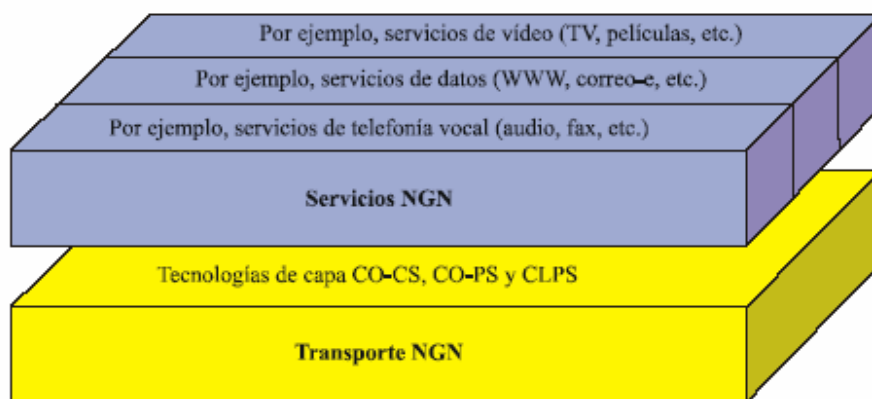 Por ejemplo, servicios de vídeo (TV, películas, etc.)
Por ejemplo, servicios de datos (WWW, correo-e, etc.)
Por ejemplo, servicios de telefonía vocal (audio, fax, etc.)
Servicios NGN
Tecnologías de capa CO-CS, CO-PS y CLPS
Transporte NGN